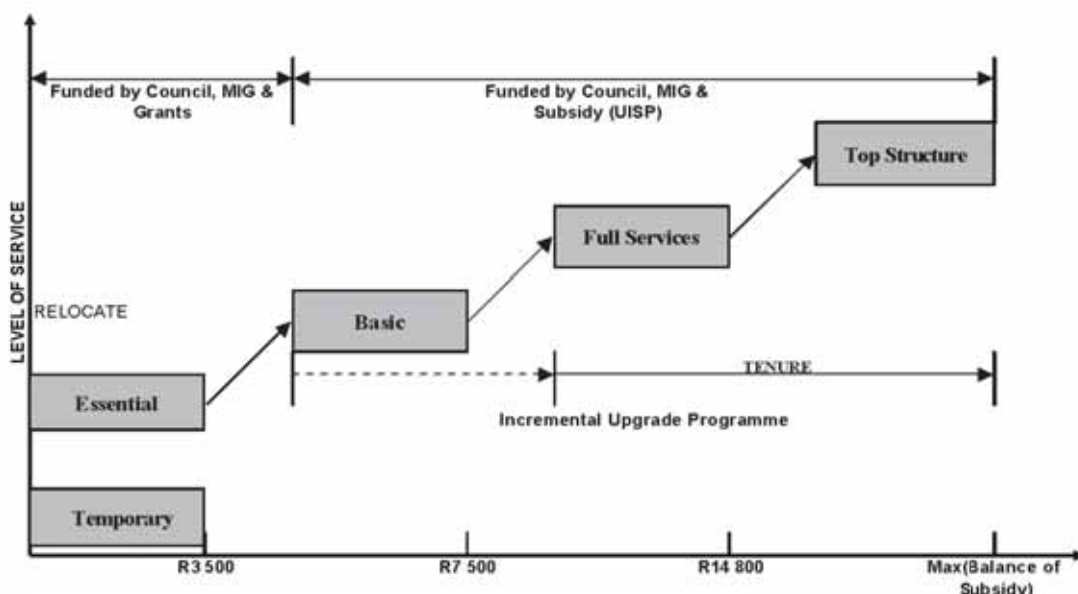 Funded by Council, MIG &
Grants
Funded by Council, MIG &
Subsidy (UISP)
Top Structure
Full Services
LEVEL OF SERVICE
RELOCATE
Basic
TENURE
Essential
Incremental Upgrade Programme
Temporary
R3 500
R7 500
R14 800
Max(Balance of
Subsidy)